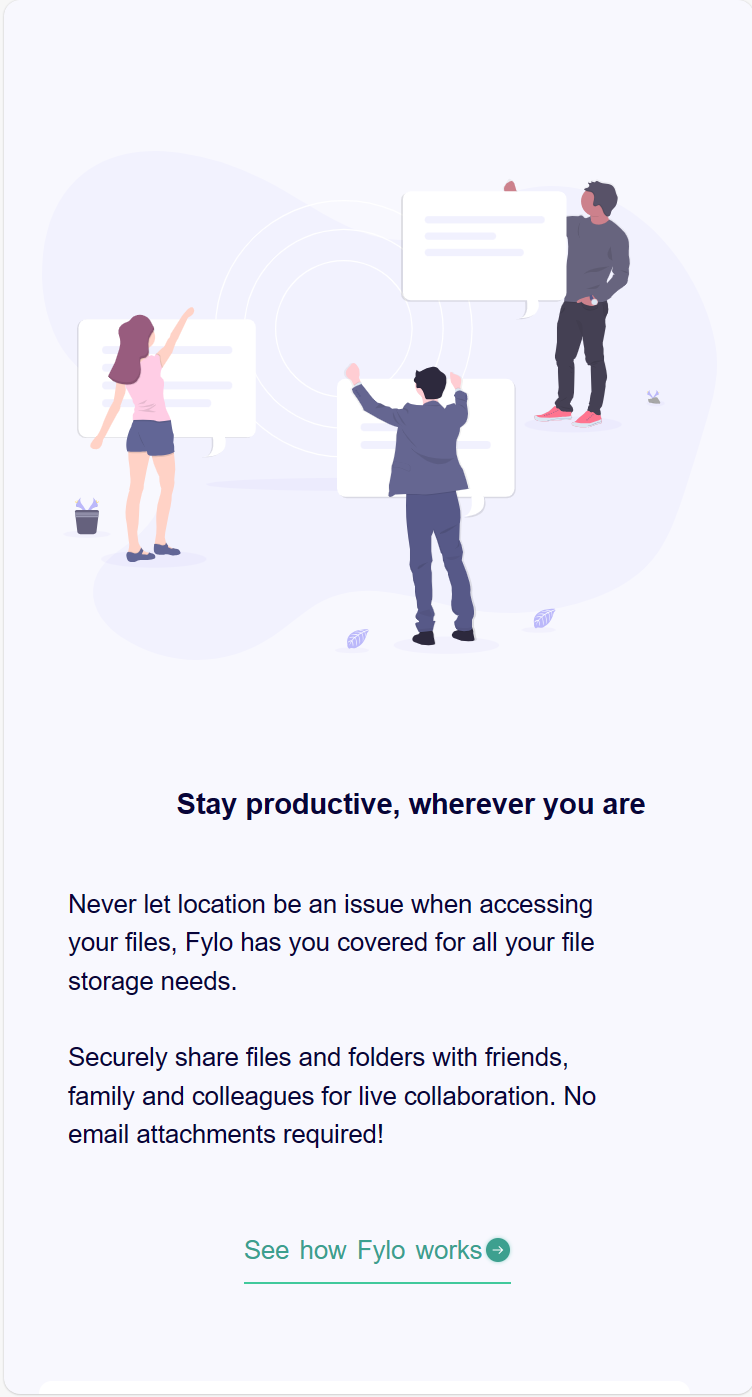 Stay productive, wherever you are
Never let location be an issue when accessing
your files, Fylo has you covered for all your file
storage needs.
Securely share files and folders with friends,
family and colleagues for live collaboration. No
email attachments required!
See how Fylo works